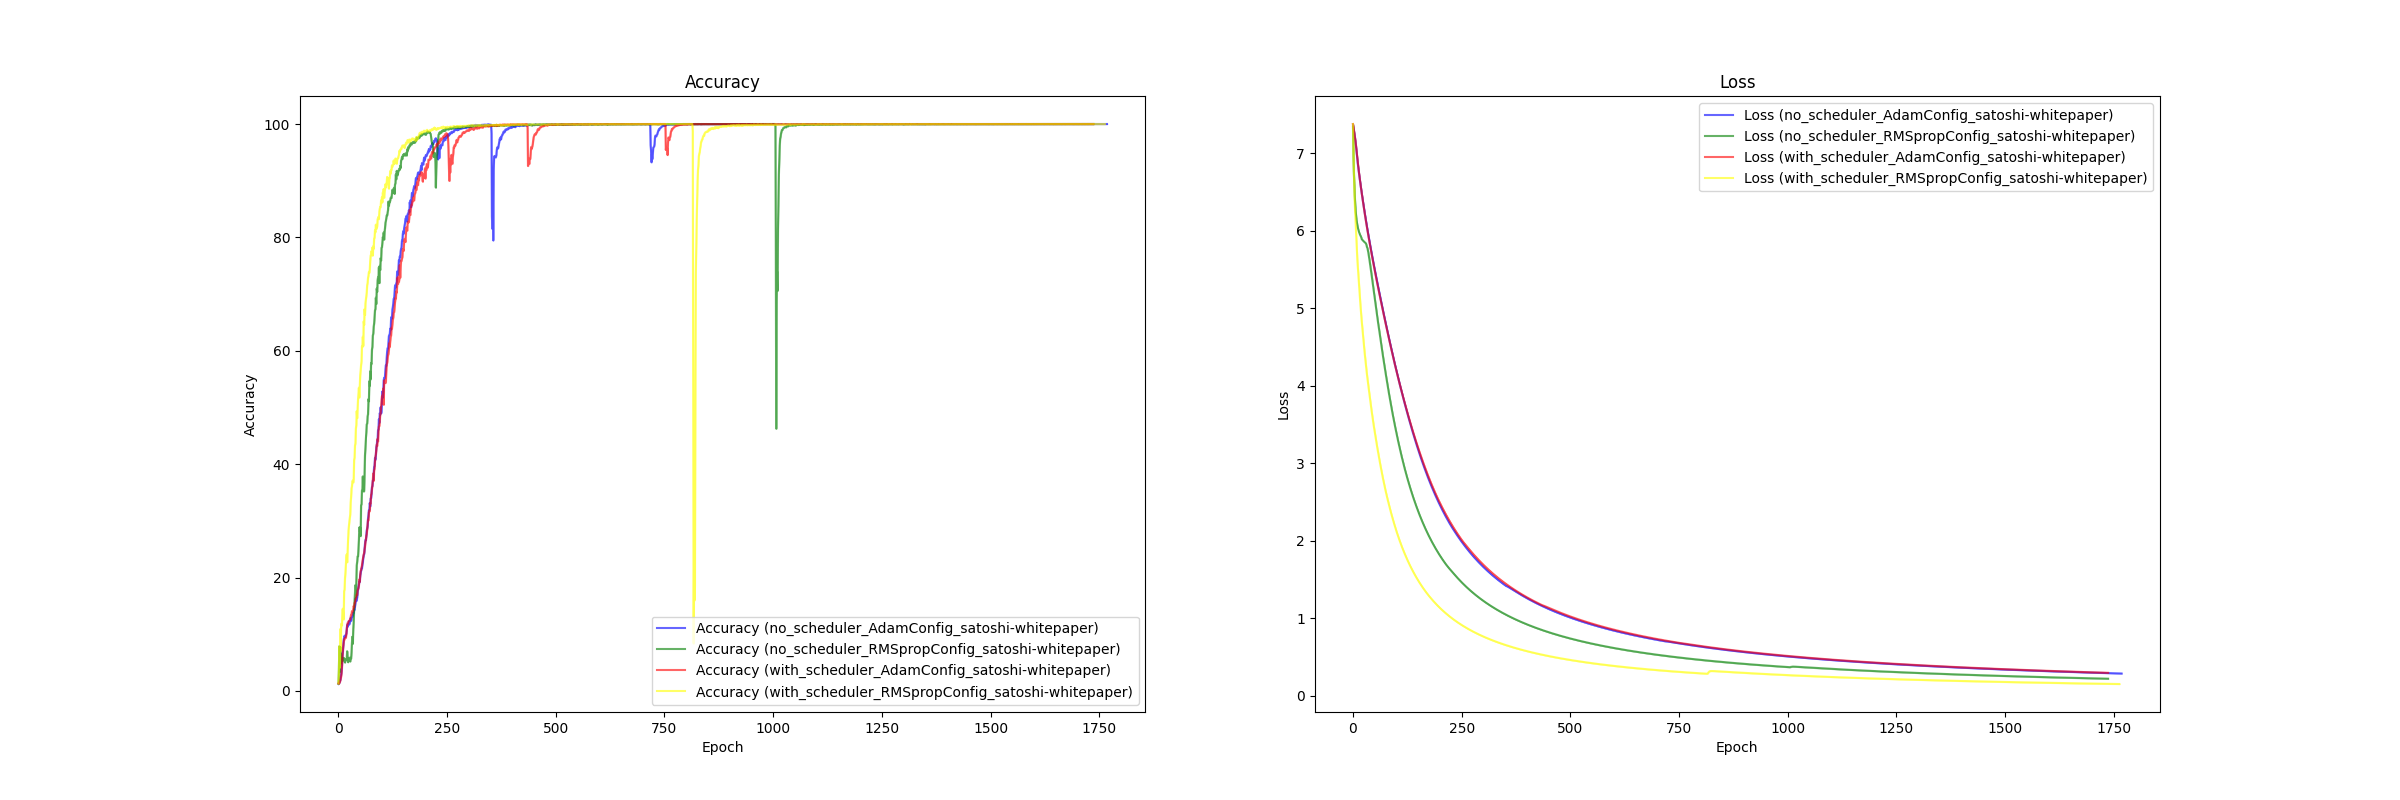 Accuracy
100
80
60
40
20
0
Accuracy
Accuracy (no_scheduler_AdamConfig_satoshi-whitepaper)
Accuracy (no_scheduler_RMSpropConfig_satoshi-whitepaper)
Accuracy (with_scheduler_AdamConfig_satoshi-whitepaper)
Accuracy (with_scheduler_RMSpropConfig_satoshi-whitepaper)
0 250 500 750 1000 1250 1500 1750
Epoch
Loss
7
6
5
4
3
2
1
0
Loss
Loss (no_scheduler_AdamConfig_satoshi-whitepaper)
Loss (no_scheduler_RMSpropConfig_satoshi-whitepaper)
Loss (with_scheduler_AdamConfig_satoshi-whitepaper)
Loss (with_scheduler_RMSpropConfig_satoshi-whitepaper)
0 250 500 750 1000 1250 1500 1750
Epoch